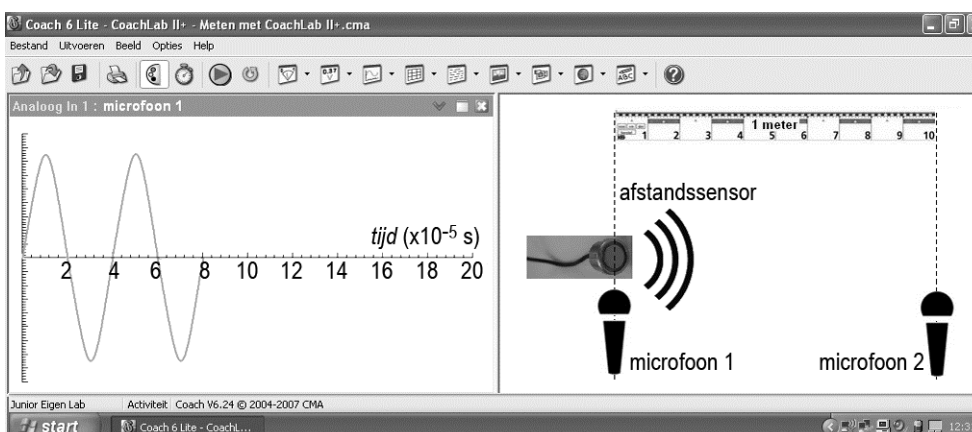 Coach 6 Lite - CoachLab II+ - Meten met CoachLab II+.cma
Bestand Uitvoeren Beeld Opties Help
Analoog In 1 : microfoon 1
tijd (x10⁻⁵ s)
2 4 6 8 10 12 14 16 18 20
1 meter
1 2 3 4 5 6 7 8 9 10
afstandssensor
microfoon 1
microfoon 2
Junior Eigen Lab Activiteit Coach V6.24 © 2004-2007 CMA
start Coach 6 Lite - CoachL...